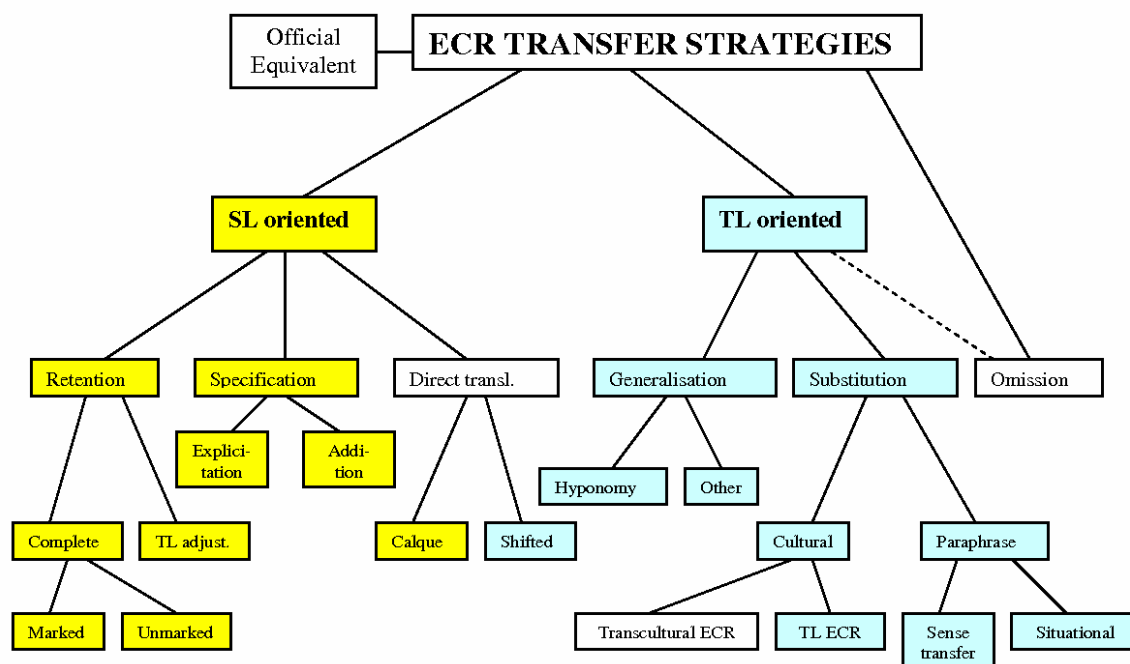 Official
Equivalent
ECR TRANSFER STRATEGIES
SL oriented
TL oriented
Retention
Specification
Direct transl.
Generalisation
Substitution
Omission
Explici-
tation
Addi-
tion
Hyponomy
Other
Complete
TL adjust.
Calque
Shifted
Cultural
Paraphrase
Marked
Unmarked
Transcultural ECR
TL ECR
Sense
transfer
Situational